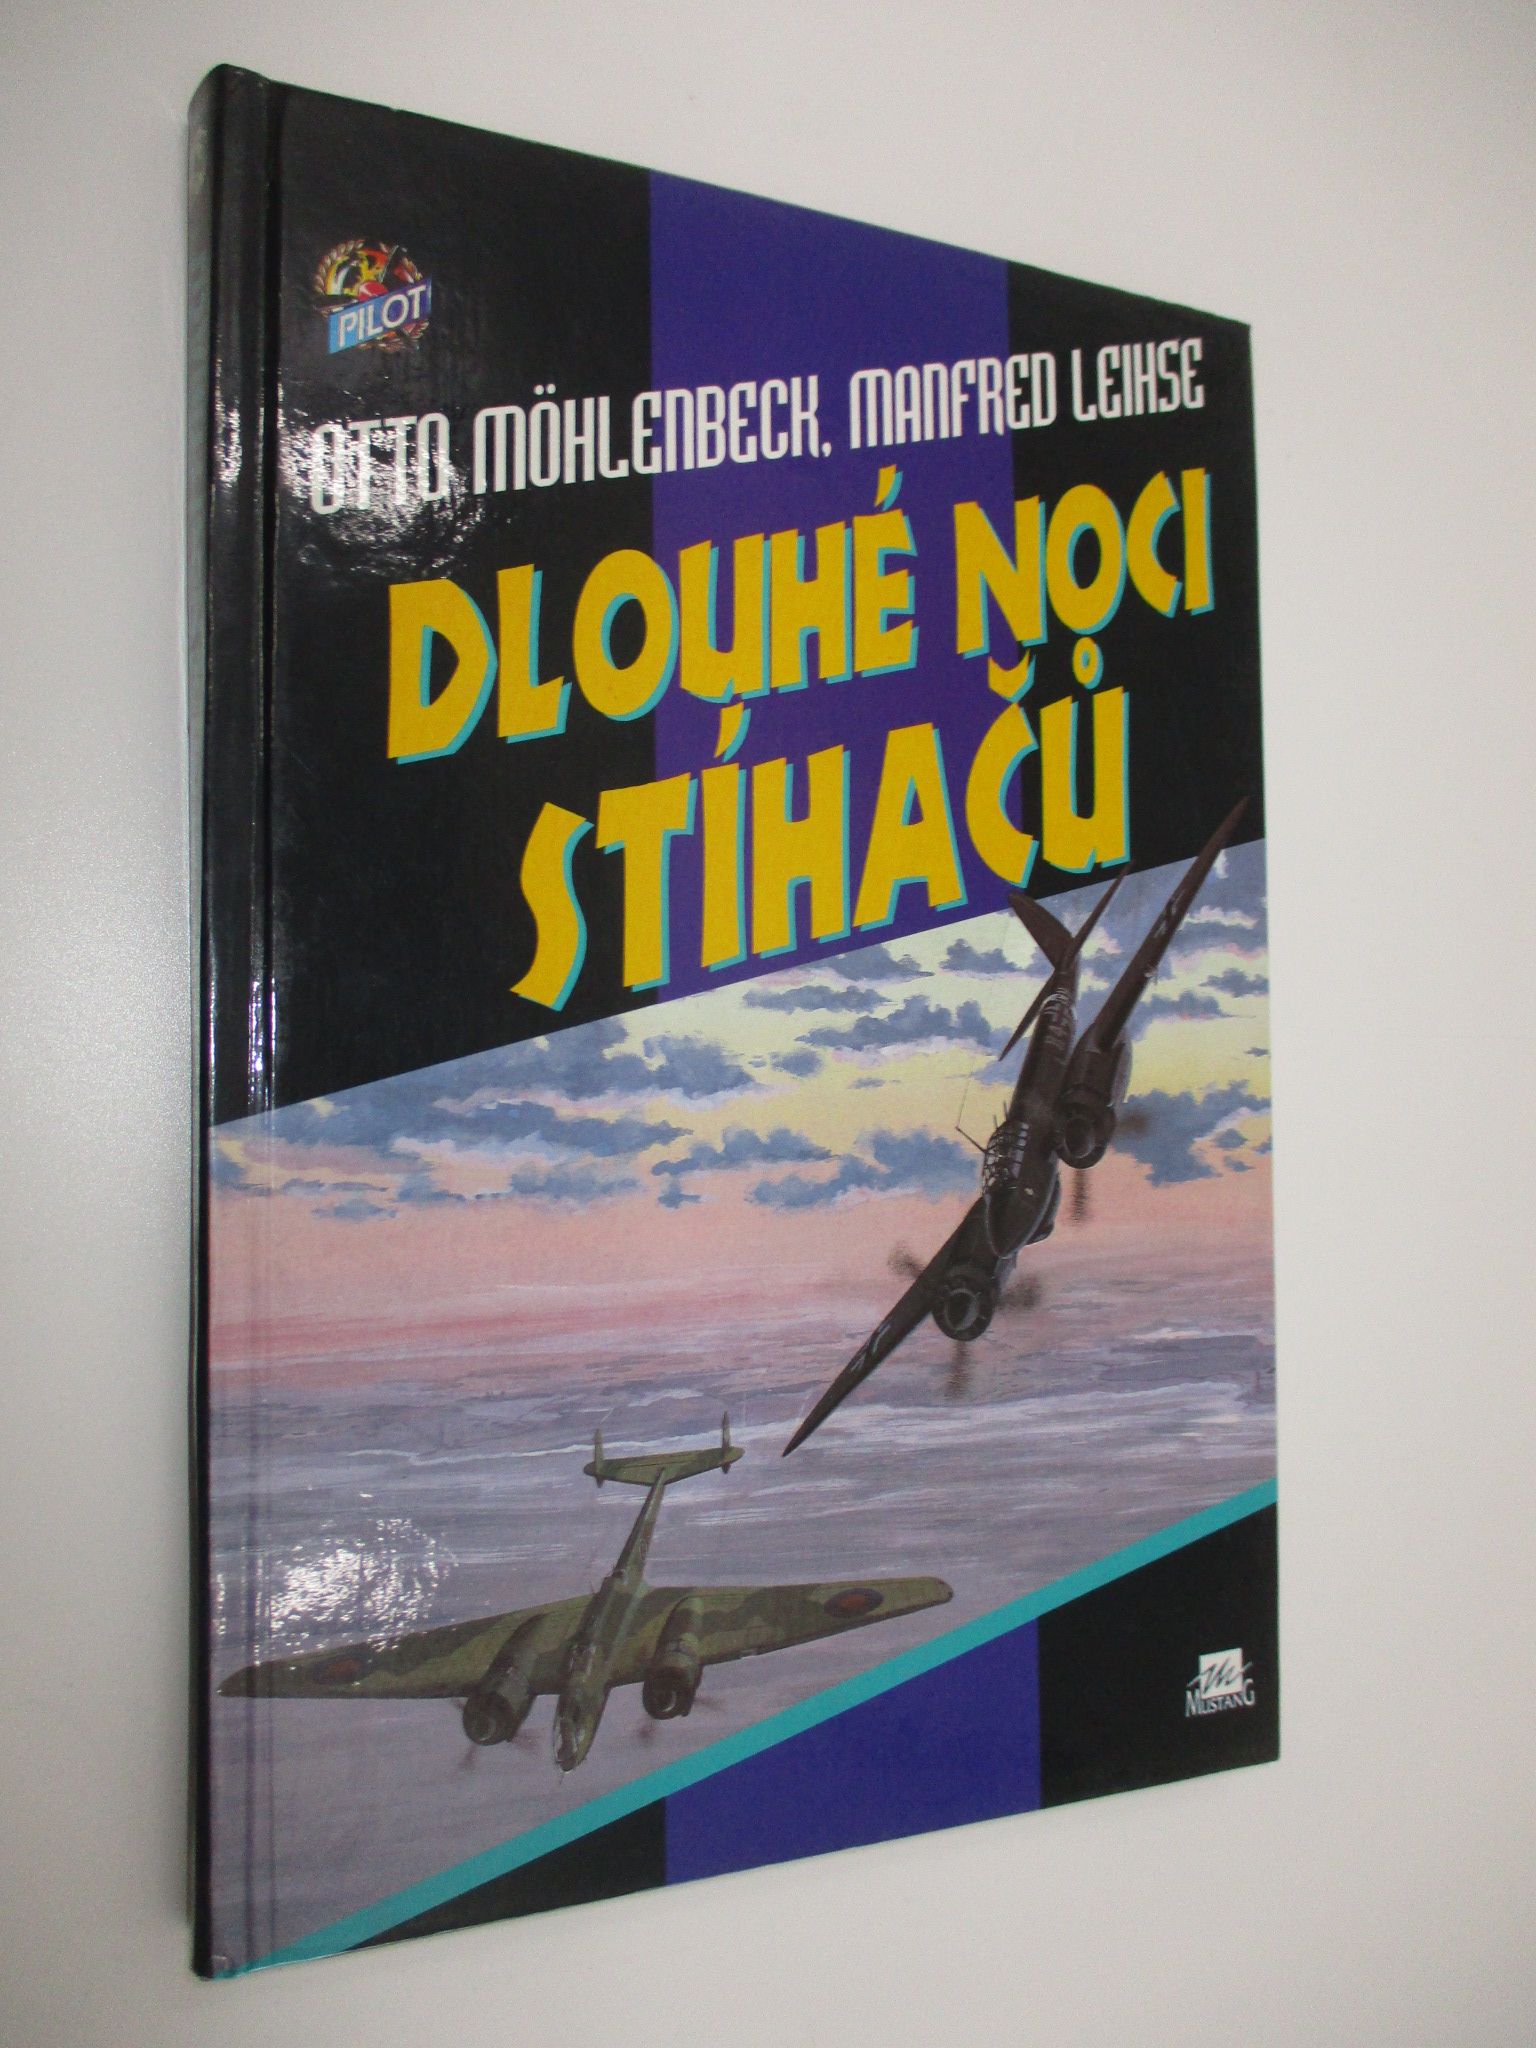 PILOT
OTTO MÖHLENBECK, MANFRED LEIHSE
DLOUHÉ NOCI
STÍHAČŮ
MUSTANG